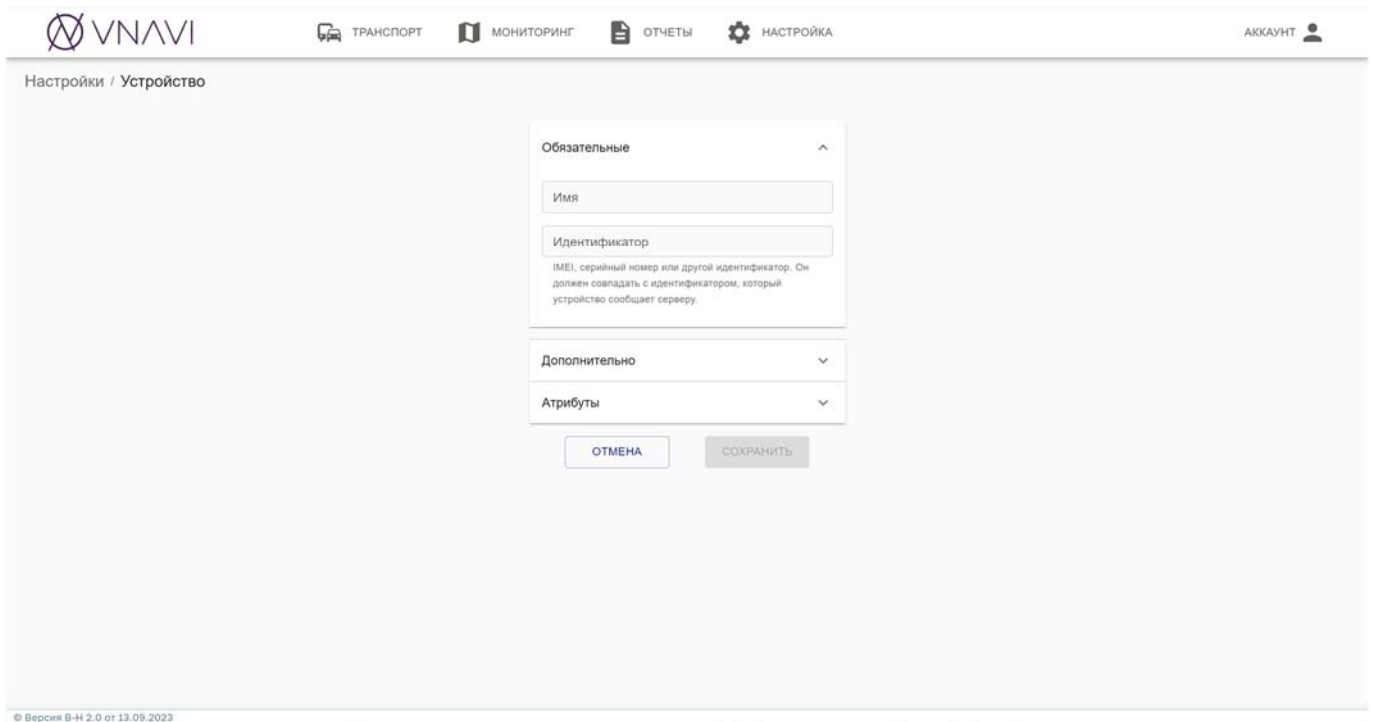 VNAVI
ТРАНСПОРТ
МОНИТОРИНГ
ОТЧЕТЫ
НАСТРОЙКА
АККАУНТ
Настройки / Устройство
Обязательные
Имя
Идентификатор
IMEI, серийный номер или другой идентификатор. Он
должен совпадать с идентификатором, который
устройство сообщает серверу.
Дополнительно
Атрибуты
ОТМЕНА
СОХРАНИТЬ
© Версия В-Н 2.0 от 13.09.2023